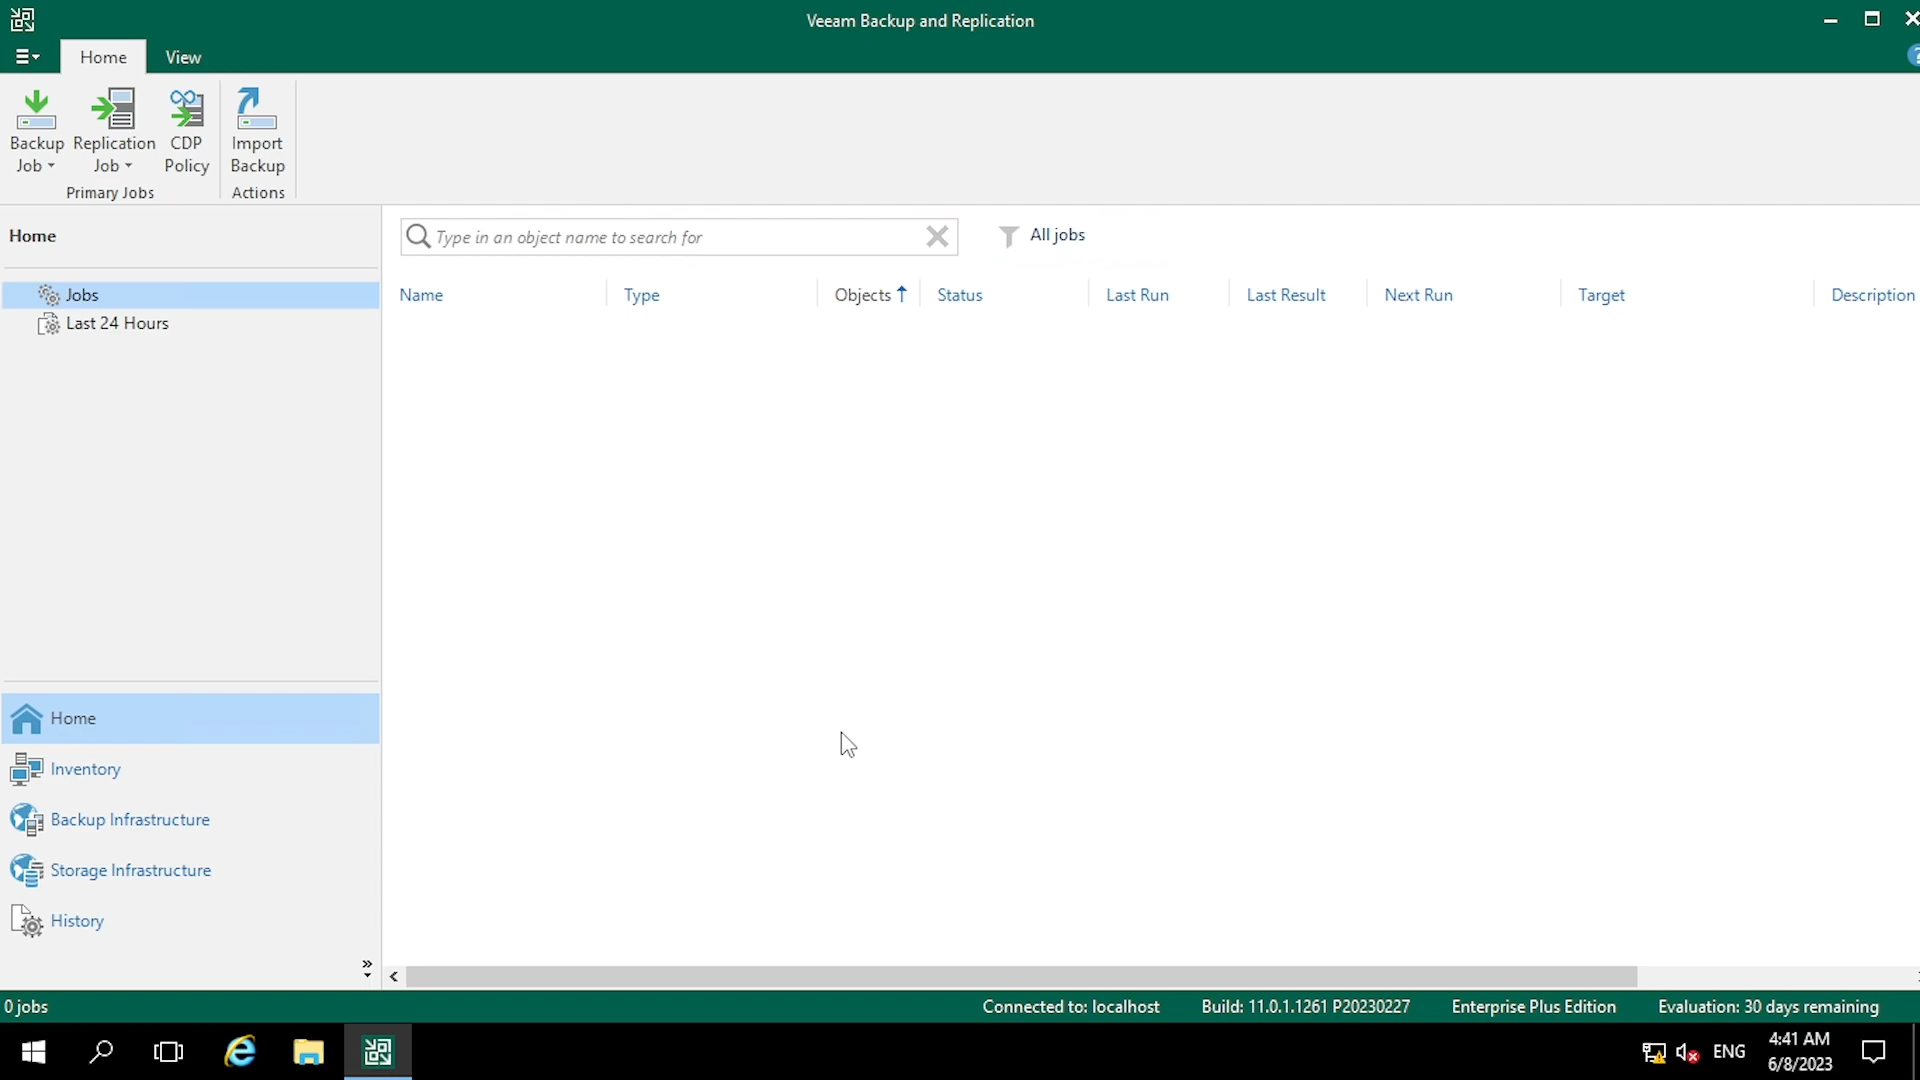 Veeam Backup and Replication
Home
View
Backup Job
Replication Job
CDP Policy
Import Backup
Primary Jobs
Actions
Home
Type in an object name to search for
All jobs
Jobs
Last 24 Hours
Name
Type
Objects
Status
Last Run
Last Result
Next Run
Target
Description
Home
Inventory
Backup Infrastructure
Storage Infrastructure
History
0 jobs
Connected to: localhost
Build: 11.0.1.1261 P20230227
Enterprise Plus Edition
Evaluation: 30 days remaining
ENG
4:41 AM
6/8/2023